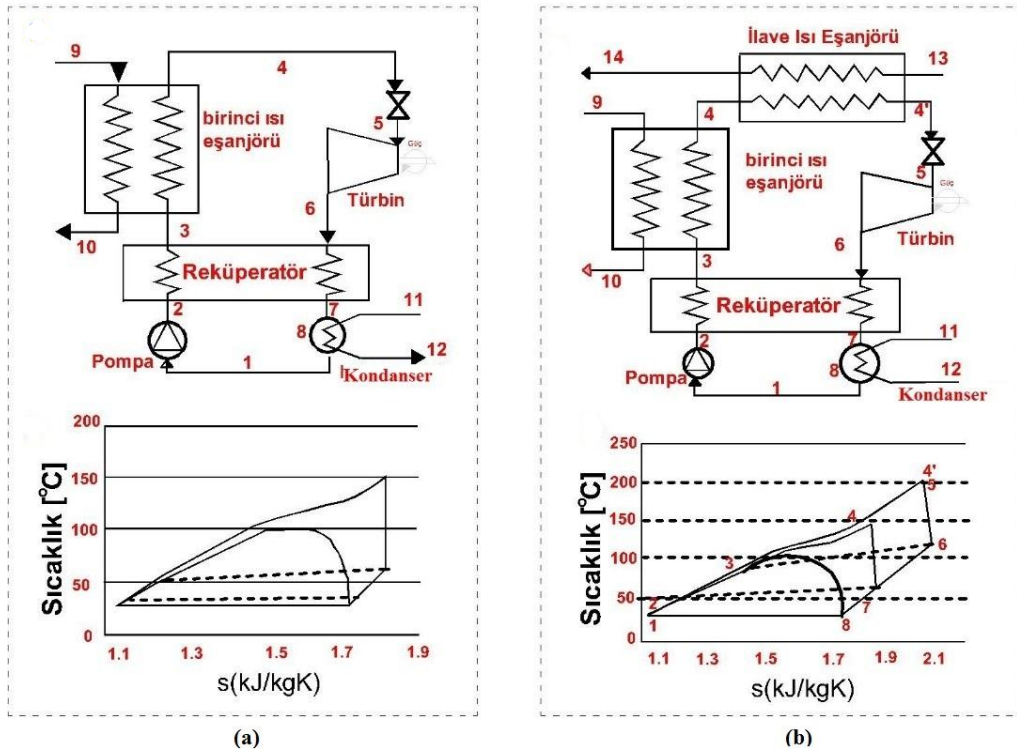 9
4
birinci ısı
eşanjörü
5
Güç
Türbin
6
3
10
Reküperatör
2
7
11
8
Pompa
1
12
Kondanser
200
150
100
50
0
Sıcaklık [°C]
1.1
1.3
1.5
1.7
1.9
s(kJ/kgK)
(a)
İlave Isı Eşanjörü
14
13
9
4
4'
birinci ısı
eşanjörü
5
Güç
Türbin
6
3
10
Reküperatör
2
7
11
8
Pompa
1
12
Kondanser
250
200
150
100
50
0
Sıcaklık [°C]
4'
5
4
6
3
2
7
1
8
1.1
1.3
1.5
1.7
1.9
2.1
s(kJ/kgK)
(b)